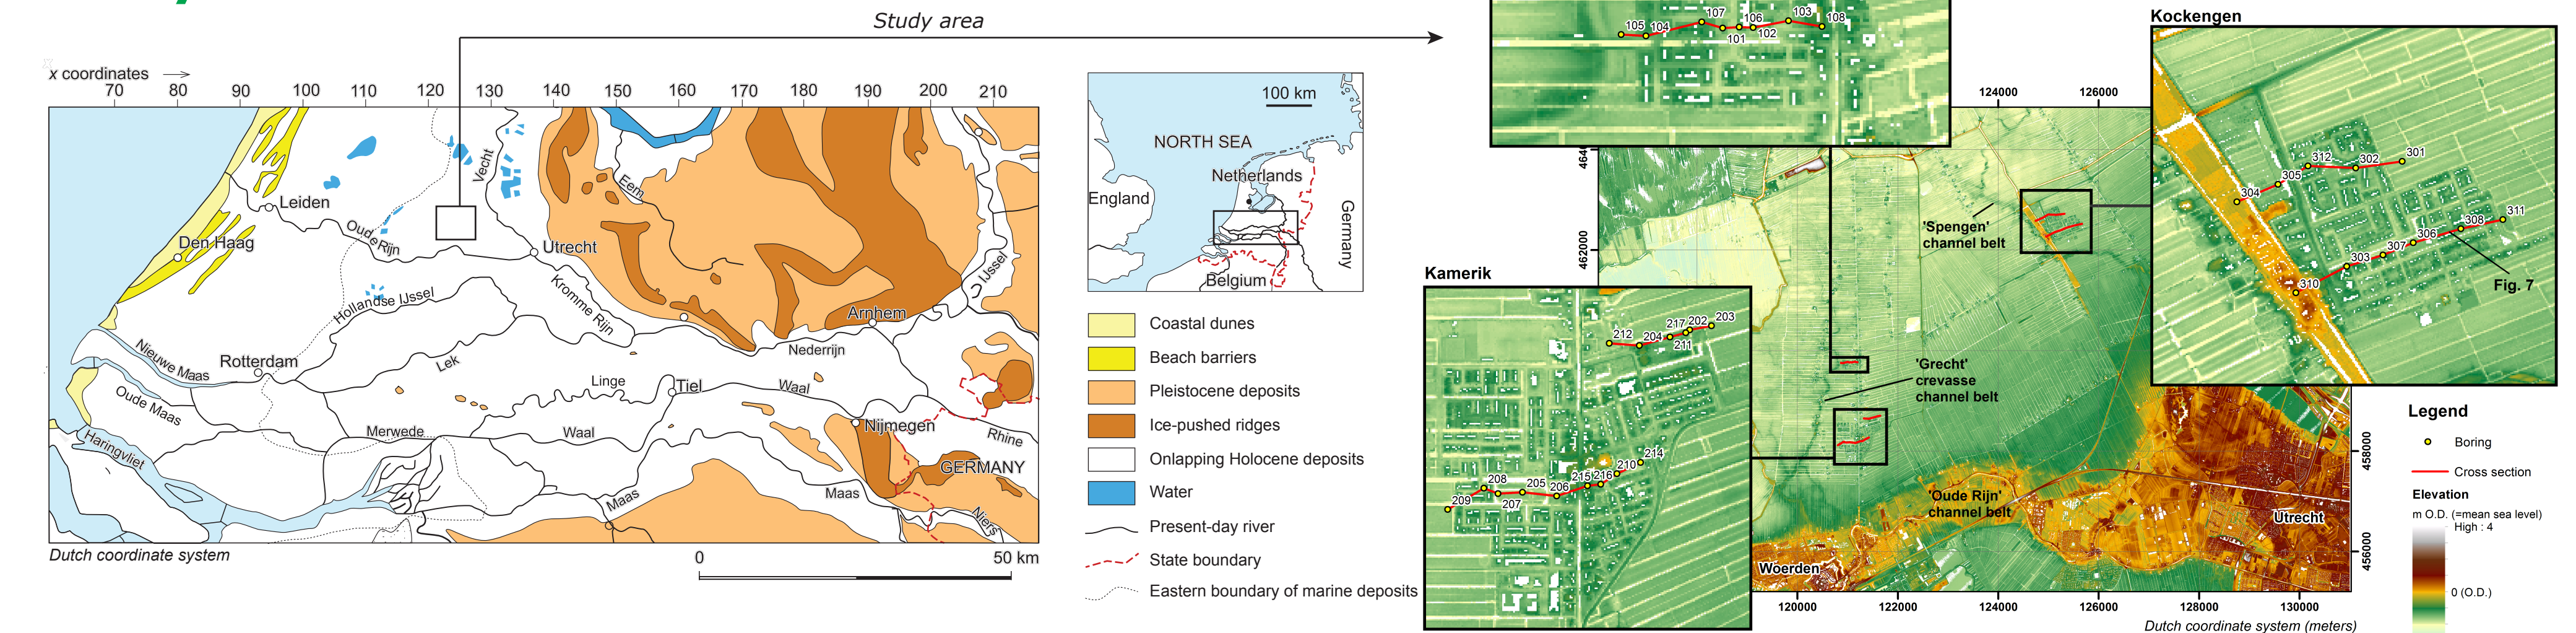 Study area
x coordinates
70 80 90 100 110 120 130 140 150 160 170 180 190 200 210
Leiden
Den Haag
Oude Rijn
Vecht
Eem
Utrecht
Hollandse IJssel
Kromme Rijn
IJssel
Arnhem
Nederrijn
Nieuwe Maas
Rotterdam
Lek
Linge
Tiel
Waal
Oude Maas
Merwede
Waal
Nijmegen
Rhine
Haringvliet
GERMANY
Maas
Maas
Niers
Dutch coordinate system
0 50 km
100 km
NORTH SEA
Netherlands
England
Germany
Belgium
Coastal dunes
Beach barriers
Pleistocene deposits
Ice-pushed ridges
Onlapping Holocene deposits
Water
Present-day river
State boundary
Eastern boundary of marine deposits
105 104 107 101 106 102 103 108
Kamerik
212 204 217 202 203
211
209 208 207 205 206 215 216 210 214
Kockengen
304 305 312 302 301
310 303 307 306 308 311
Fig. 7
124000 126000
462000
'Spengen'
channel belt
'Grecht'
crevasse
channel belt
'Oude Rijn'
channel belt
Utrecht
Woerden
458000
456000
120000 122000 124000 126000 128000 130000
Dutch coordinate system (meters)
Legend
Boring
Cross section
Elevation
m O.D. (=mean sea level)
High : 4
0 (O.D.)